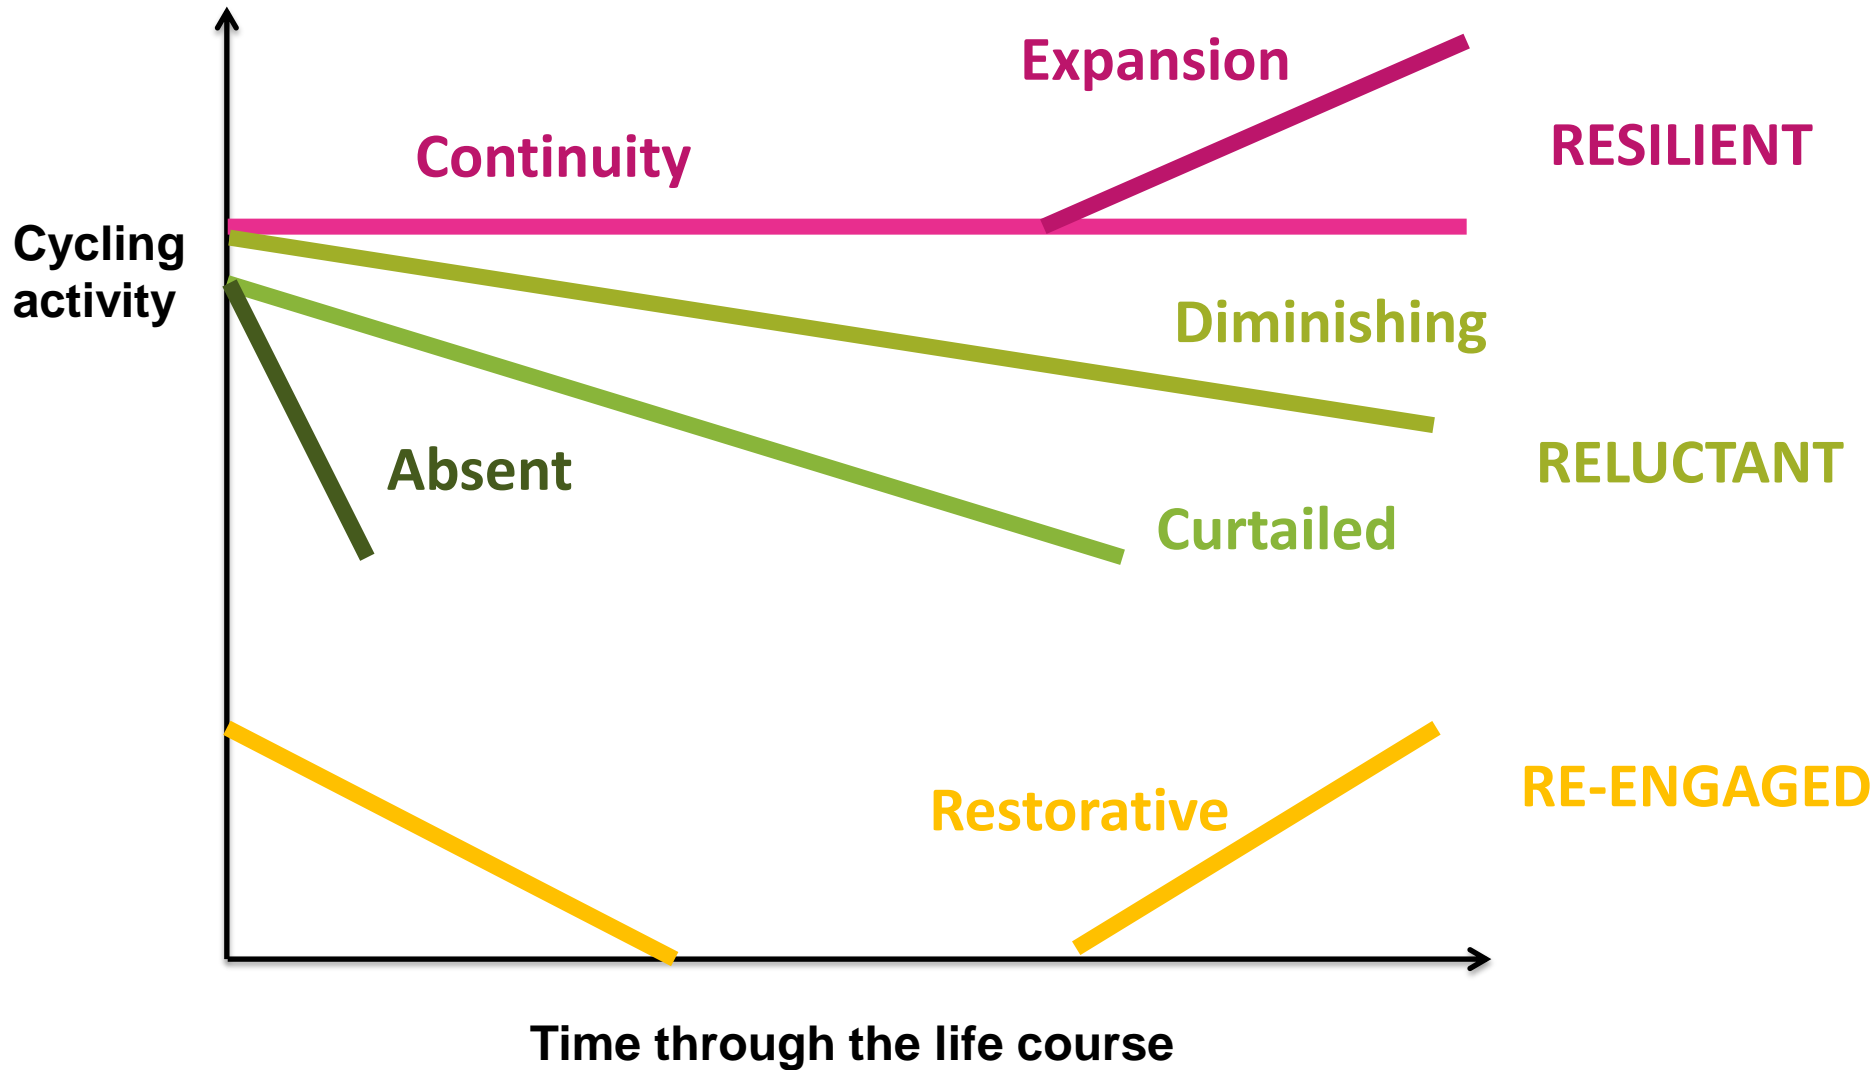 Expansion
RESILIENT
Continuity
Cycling
activity
Diminishing
RELUCTANT
Absent
Curtailed
RE-ENGAGED
Restorative
Time through the life course